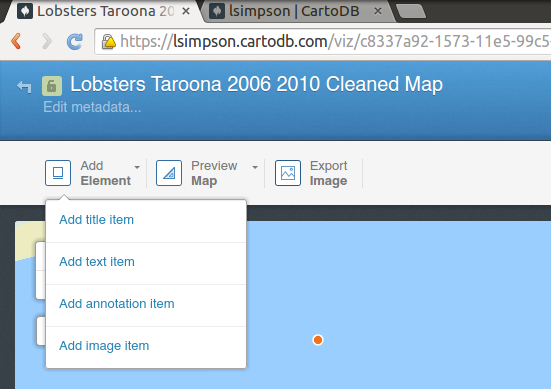 Lobsters Taroona 20
lsimpson | CartoDB
https://lsimpson.cartodb.com/viz/c8337a92-1573-11e5-99c5-
Lobsters Taroona 2006 2010 Cleaned Map
Edit metadata...
Add Element
Preview Map
Export Image
Add title item
Add text item
Add annotation item
Add image item